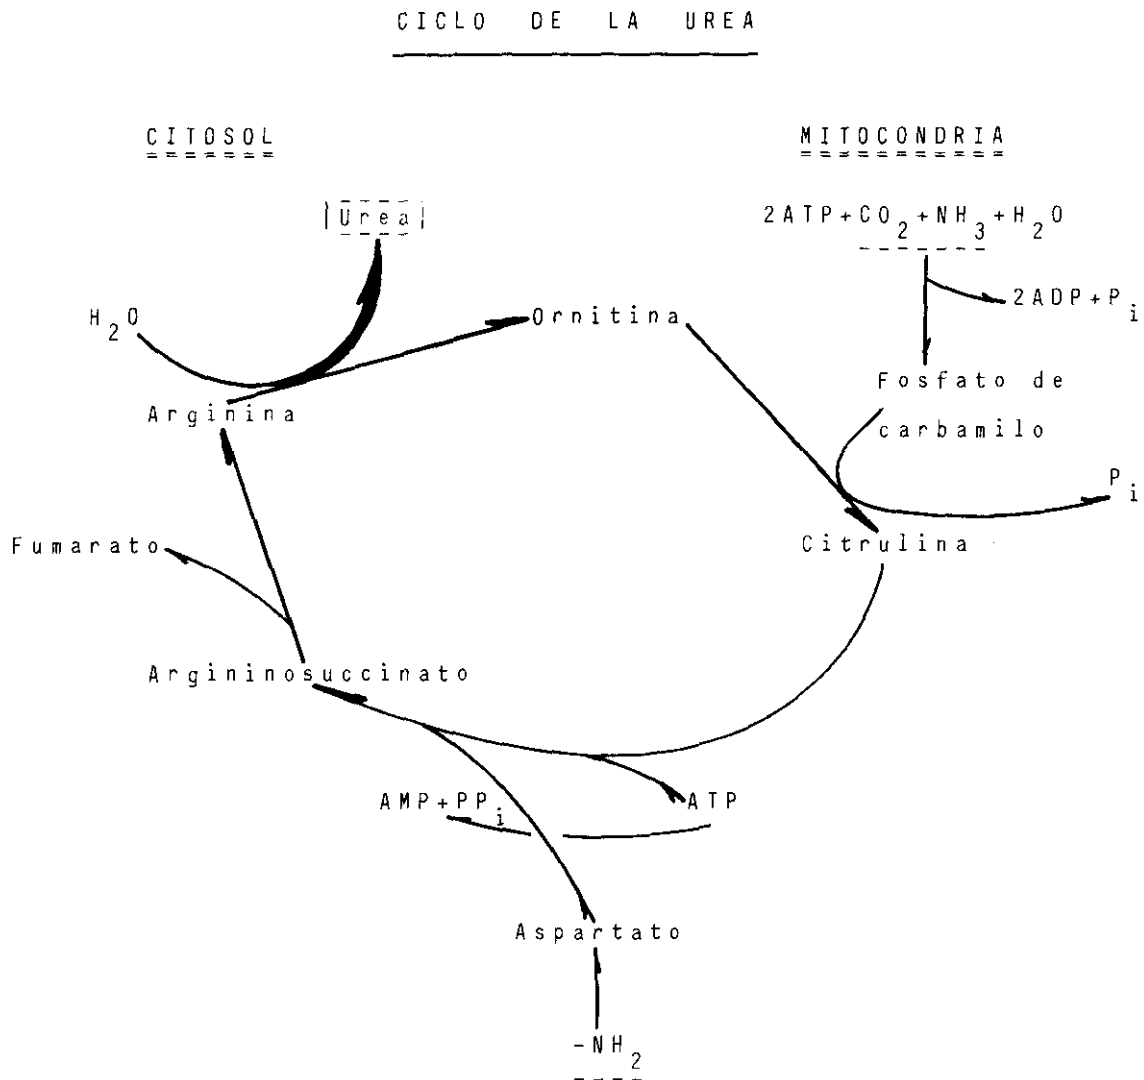 CICLO DE LA UREA
CITOSOL
MITOCONDRIA
|Urea|
2ATP+CO2+NH3+H2O
2ADP+Pi
H2O
Ornitina
Fosfato de
carbamilo
Arginina
Pi
Fumarato
Citrulina
Argininosuccinato
AMP+PPi
ATP
Aspartato
-NH2